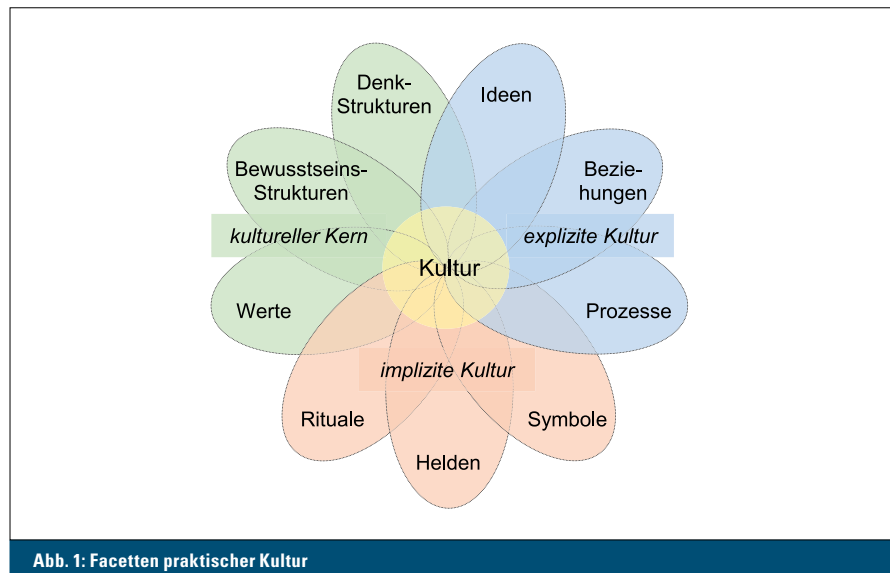 Denk-
Strukturen
Ideen
Bewusstseins-
Strukturen
Bezie-
hungen
kultureller Kern
explizite Kultur
Kultur
Werte
Prozesse
implizite Kultur
Rituale
Symbole
Helden
Abb. 1: Facetten praktischer Kultur